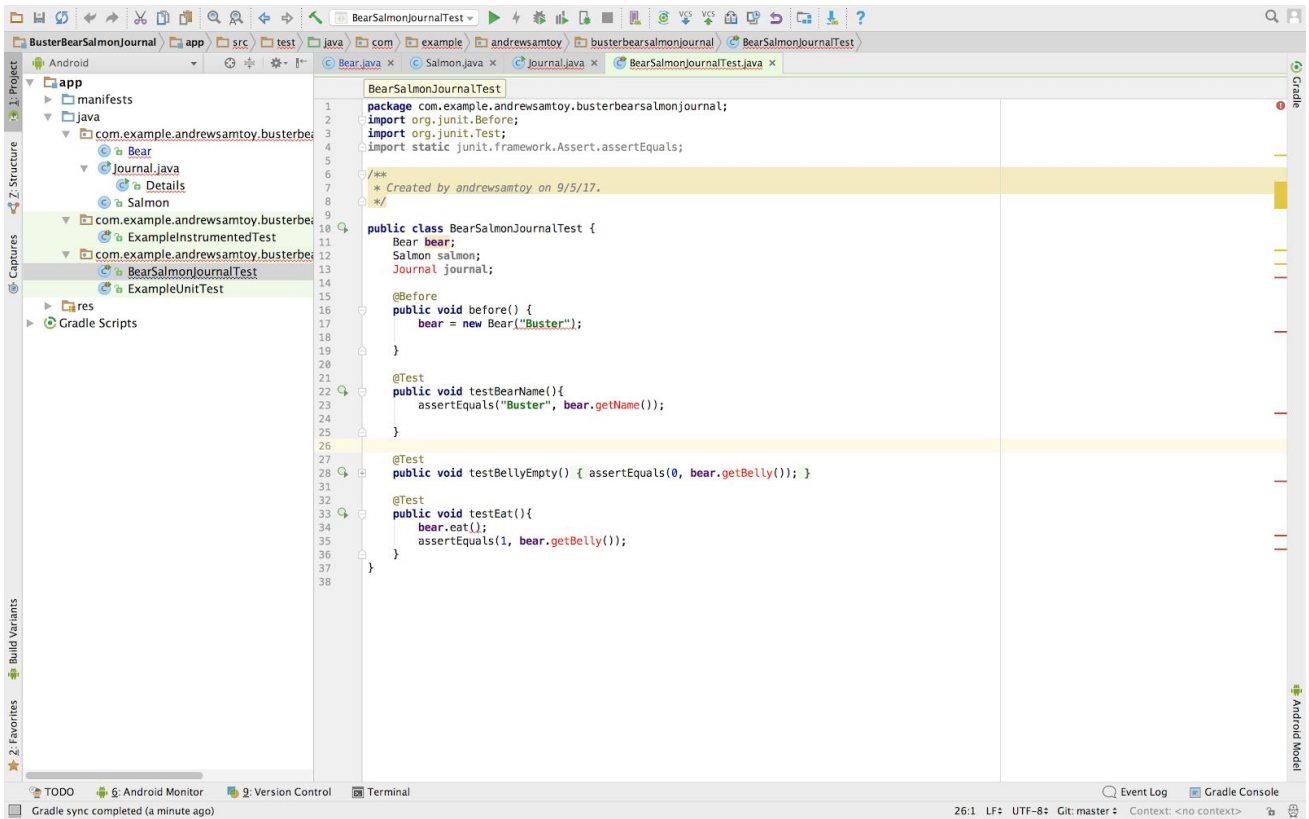 BearSalmonJournalTest
BusterBearSalmonJournal app src test java com example andrewsamtoy busterbearsalmonjournal BearSalmonJournalTest
Android
Bear.java × Salmon.java × Journal.java × BearSalmonJournalTest.java ×
1: Project
Z: Structure
Captures
Build Variants
2: Favorites
app
manifests
java
com.example.andrewsamtoy.busterbea
Bear
Journal.java
Details
Salmon
com.example.andrewsamtoy.busterbea
ExampleInstrumentedTest
com.example.andrewsamtoy.busterbea
BearSalmonJournalTest
ExampleUnitTest
res
Gradle Scripts
BearSalmonJournalTest
1 package com.example.andrewsamtoy.busterbearsalmonjournal;
2 import org.junit.Before;
3 import org.junit.Test;
4 import static junit.framework.Assert.assertEquals;
5
6 /**
7 * Created by andrewsamtoy on 9/5/17.
8 */
9
10 public class BearSalmonJournalTest {
11 Bear bear;
12 Salmon salmon;
13 Journal journal;
14
15 @Before
16 public void before() {
17 bear = new Bear("Buster");
18
19 }
20
21 @Test
22 public void testBearName(){
23 assertEquals("Buster", bear.getName());
24
25 }
26
27 @Test
28 public void testBellyEmpty() { assertEquals(0, bear.getBelly()); }
31
32 @Test
33 public void testEat(){
34 bear.eat();
35 assertEquals(1, bear.getBelly());
36 }
37 }
38
Gradle
Android Model
TODO 6: Android Monitor 9: Version Control Terminal Event Log Gradle Console
Gradle sync completed (a minute ago) 26:1 LF UTF-8 Git: master Context: <no context>